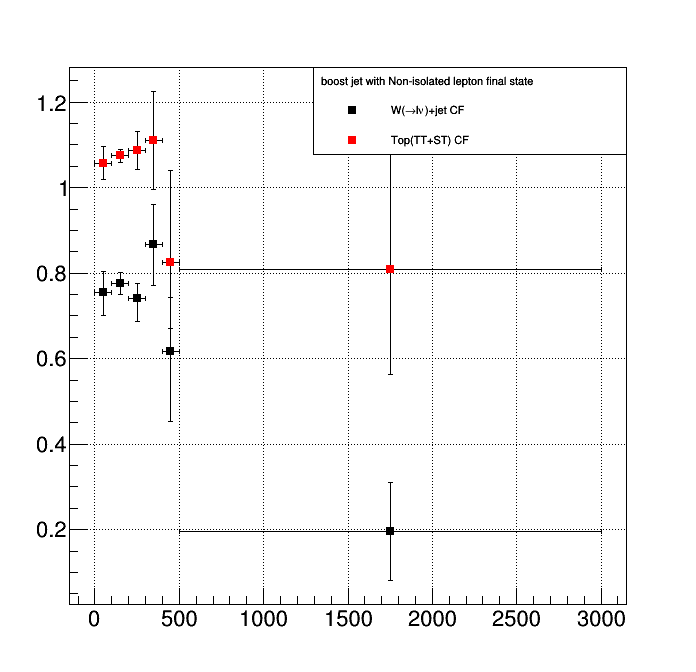 boost jet with Non-isolated lepton final state
W(→lν)+jet CF
Top(TT+ST) CF
1.2
1
0.8
0.6
0.4
0.2
0 500 1000 1500 2000 2500 3000